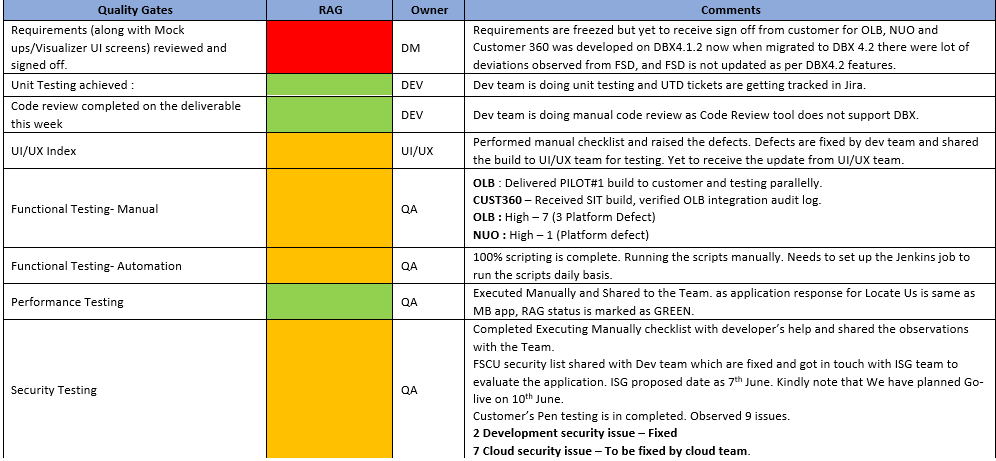 Quality Gates RAG Owner Comments
Requirements (along with Mock
ups/Visualizer UI screens) reviewed and
signed off.
DM
Requirements are freezed but yet to receive sign off from customer for OLB, NUO and
Customer 360 was developed on DBX4.1.2 now when migrated to DBX 4.2 there were lot of
deviations observed from FSD, and FSD is not updated as per DBX4.2 features.
Unit Testing achieved :
DEV
Dev team is doing unit testing and UTD tickets are getting tracked in Jira.
Code review completed on the deliverable
this week
DEV
Dev team is doing manual code review as Code Review tool does not support DBX.
UI/UX Index
UI/UX
Performed manual checklist and raised the defects. Defects are fixed by dev team and shared
the build to UI/UX team for testing. Yet to receive the update from UI/UX team.
Functional Testing- Manual
QA
OLB : Delivered PILOT#1 build to customer and testing parallelly.
CUST360 – Received SIT build, verified OLB integration audit log.
OLB : High – 7 (3 Platform Defect)
NUO : High – 1 (Platform defect)
Functional Testing- Automation
QA
100% scripting is complete. Running the scripts manually. Needs to set up the Jenkins job to
run the scripts daily basis.
Performance Testing
QA
Executed Manually and Shared to the Team. as application response for Locate Us is same as
MB app, RAG status is marked as GREEN.
Security Testing
QA
Completed Executing Manually checklist with developer's help and shared the observations
with the Team.
FSCU security list shared with Dev team which are fixed and got in touch with ISG team to
evaluate the application. ISG proposed date as 7th June. Kindly note that We have planned Go-
live on 10th June.
Customer's Pen testing is in completed. Observed 9 issues.
2 Development security issue – Fixed
7 Cloud security issue – To be fixed by cloud team.